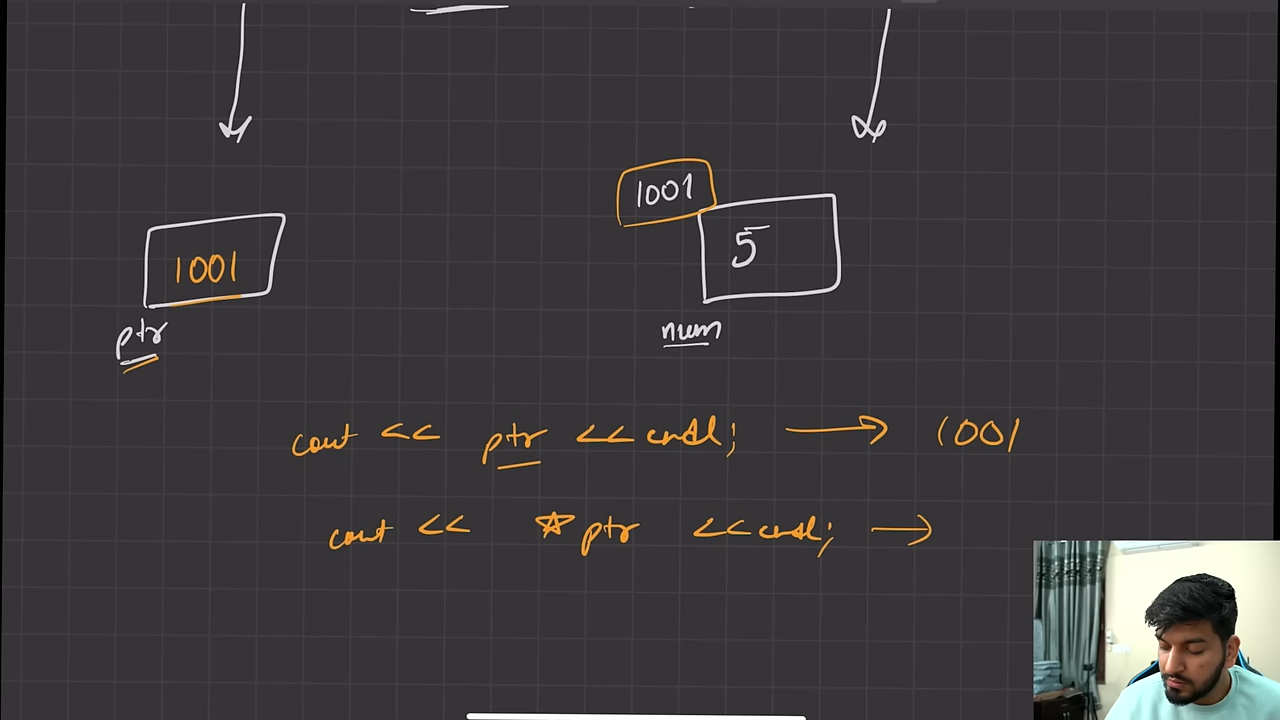 1001
5
1001
ptr
num
cout << ptr << endl; → 1001
cout << *ptr << endl; →